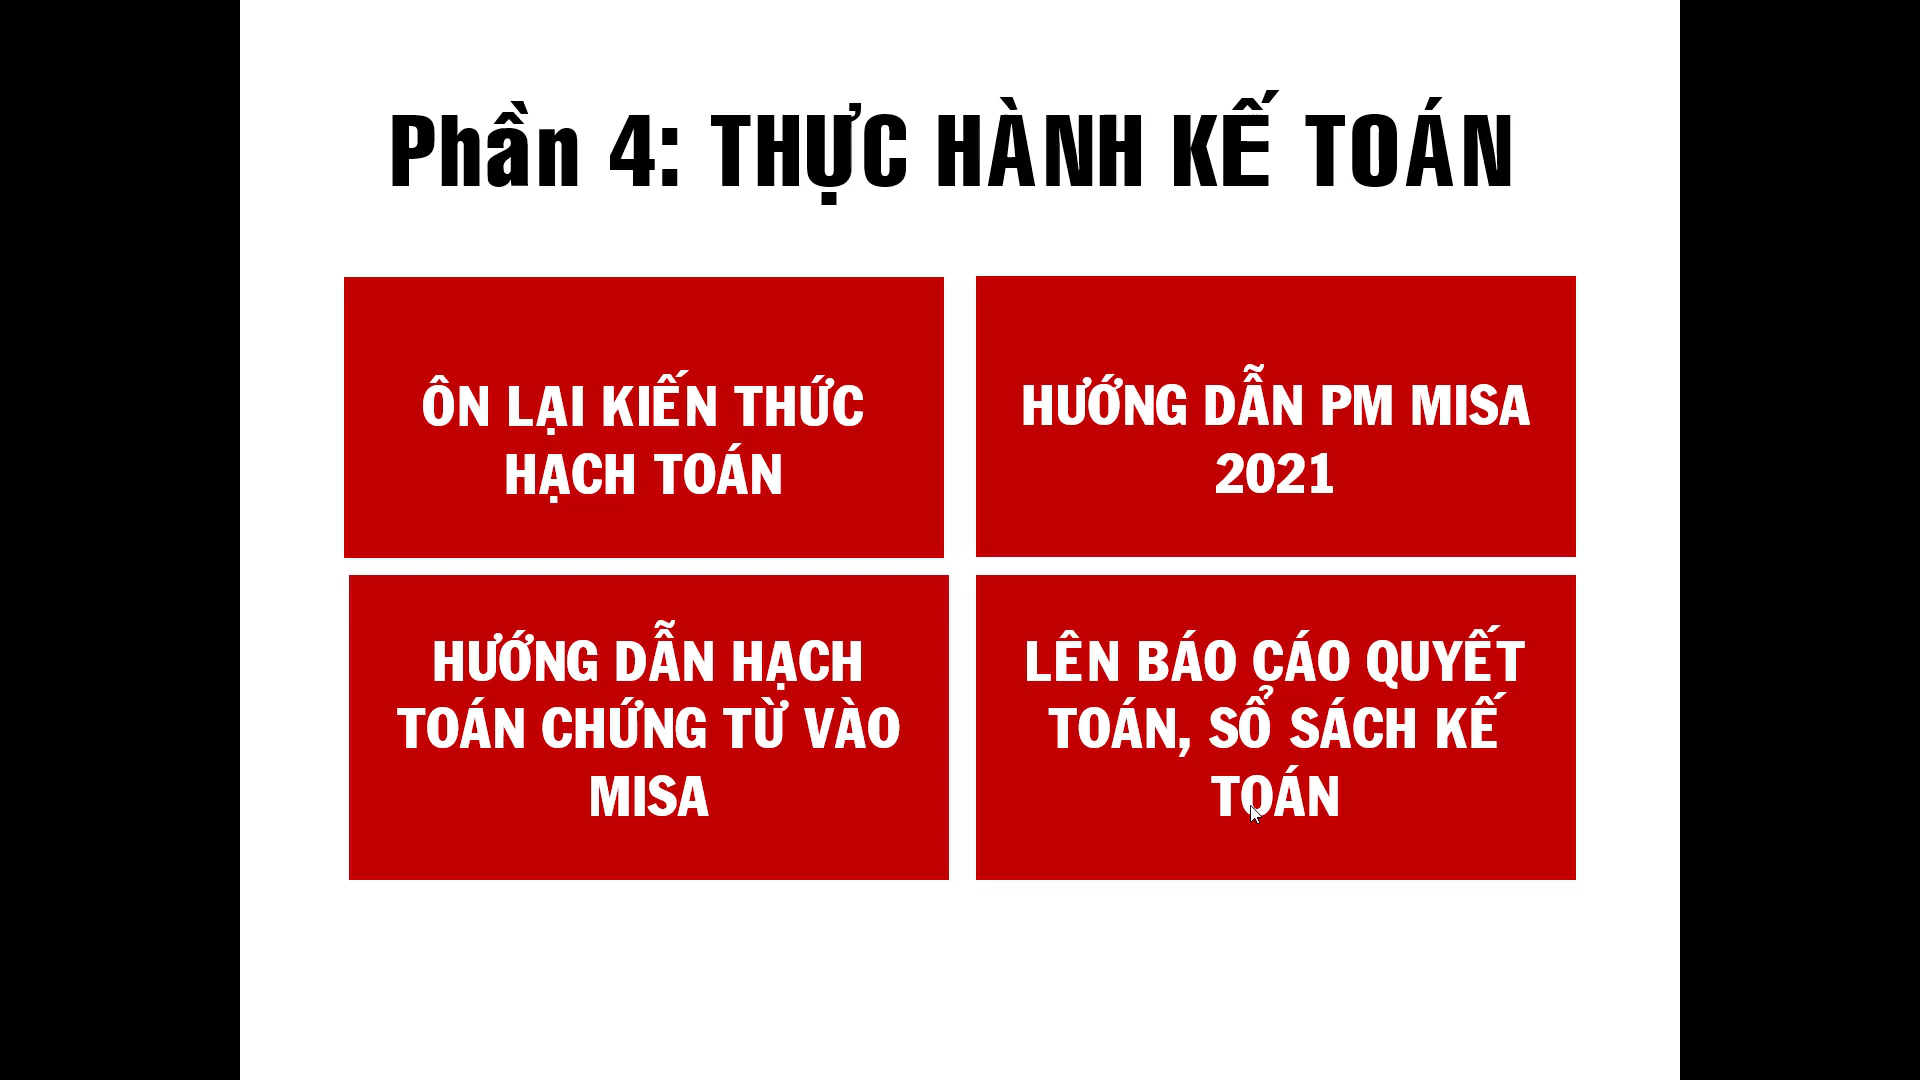 Phần 4: THỰC HÀNH KẾ TOÁN
ÔN LẠI KIẾN THỨC
HẠCH TOÁN
HƯỚNG DẪN PM MISA
2021
HƯỚNG DẪN HẠCH
TOÁN CHỨNG TỪ VÀO
MISA
LÊN BÁO CÁO QUYẾT
TOÁN, SỔ SÁCH KẾ
TOÁN